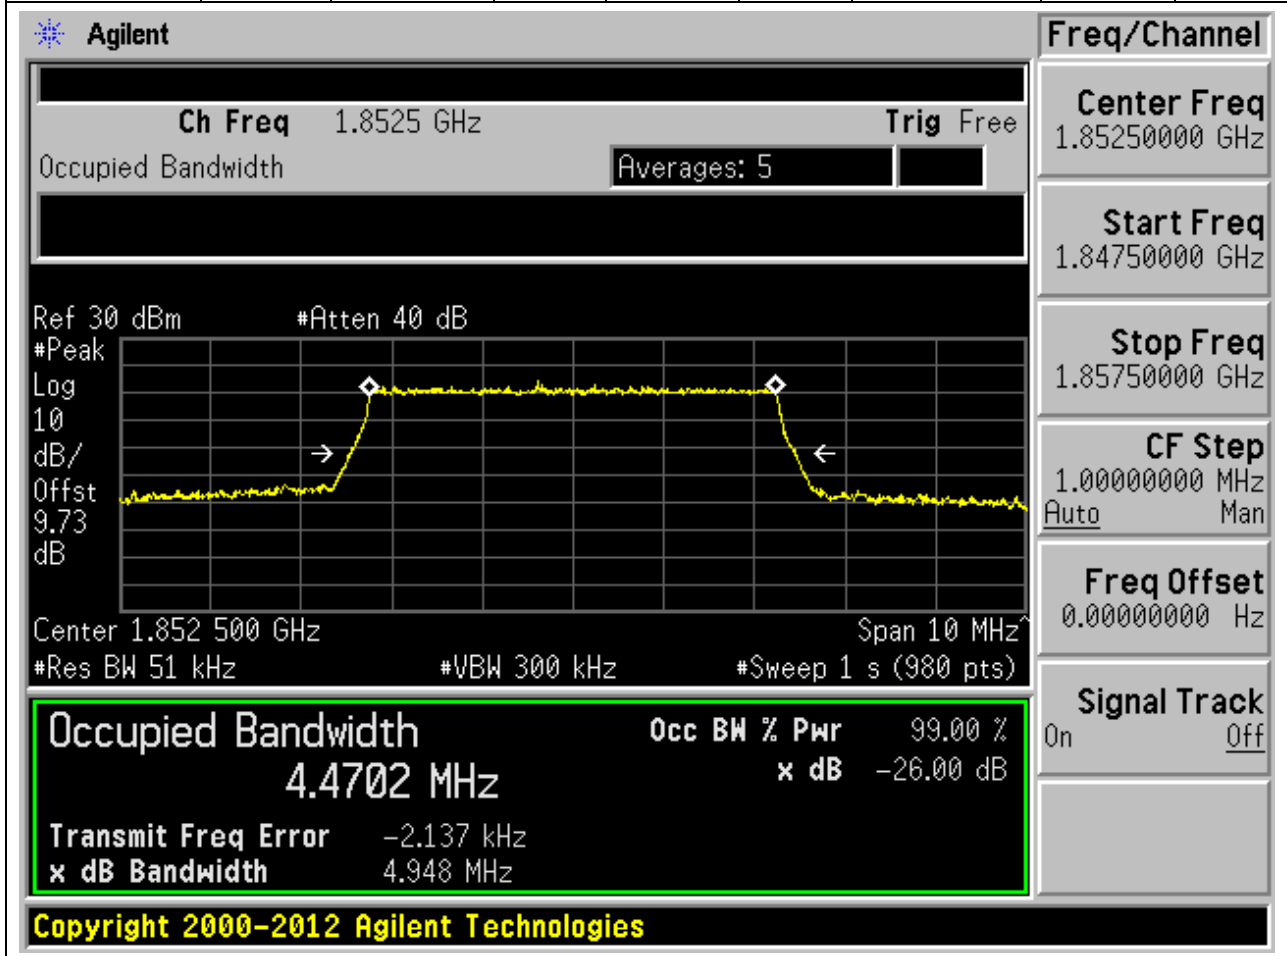 Agilent
Freq/Channel
Ch Freq 1.8525 GHz Trig Free
Occupied Bandwidth Averages: 5
Center Freq
1.85250000 GHz
Start Freq
1.84750000 GHz
Stop Freq
1.85750000 GHz
CF Step
1.00000000 MHz
Auto Man
Freq Offset
0.00000000 Hz
Signal Track
On Off
Ref 30 dBm #Atten 40 dB
#Peak
Log
10
dB/
Offst
9.73
dB
Center 1.852 500 GHz Span 10 MHz^
#Res BW 51 kHz #VBW 300 kHz #Sweep 1 s (980 pts)
Occupied Bandwidth
4.4702 MHz
Occ BW % Pwr 99.00 %
x dB -26.00 dB
Transmit Freq Error -2.137 kHz
x dB Bandwidth 4.948 MHz
Copyright 2000-2012 Agilent Technologies